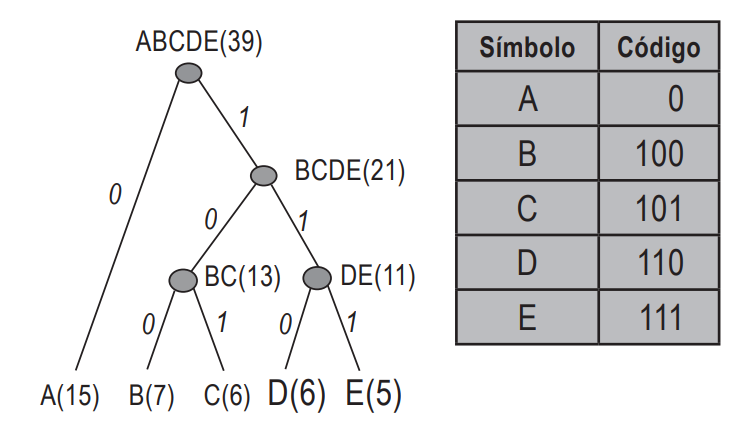 ABCDE(39)
1
0
BCDE(21)
0 1
BC(13) DE(11)
0 1 0 1
A(15) B(7) C(6) D(6) E(5)
Símbolo Código
A 0
B 100
C 101
D 110
E 111